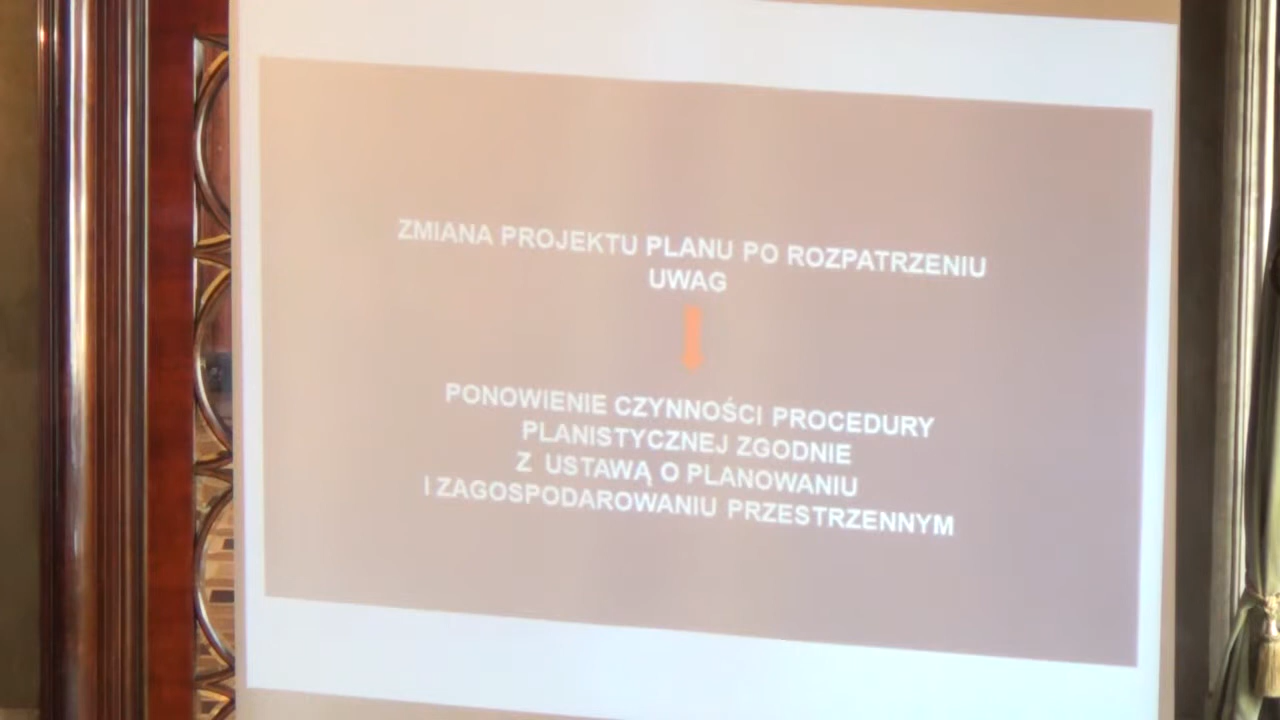 ZMIANA PROJEKTU PLANU PO ROZPATRZENIU
UWAG
PONOWIENIE CZYNNOŚCI PROCEDURY
PLANISTYCZNEJ ZGODNIE
Z USTAWĄ O PLANOWANIU
I ZAGOSPODAROWANIU PRZESTRZENNYM